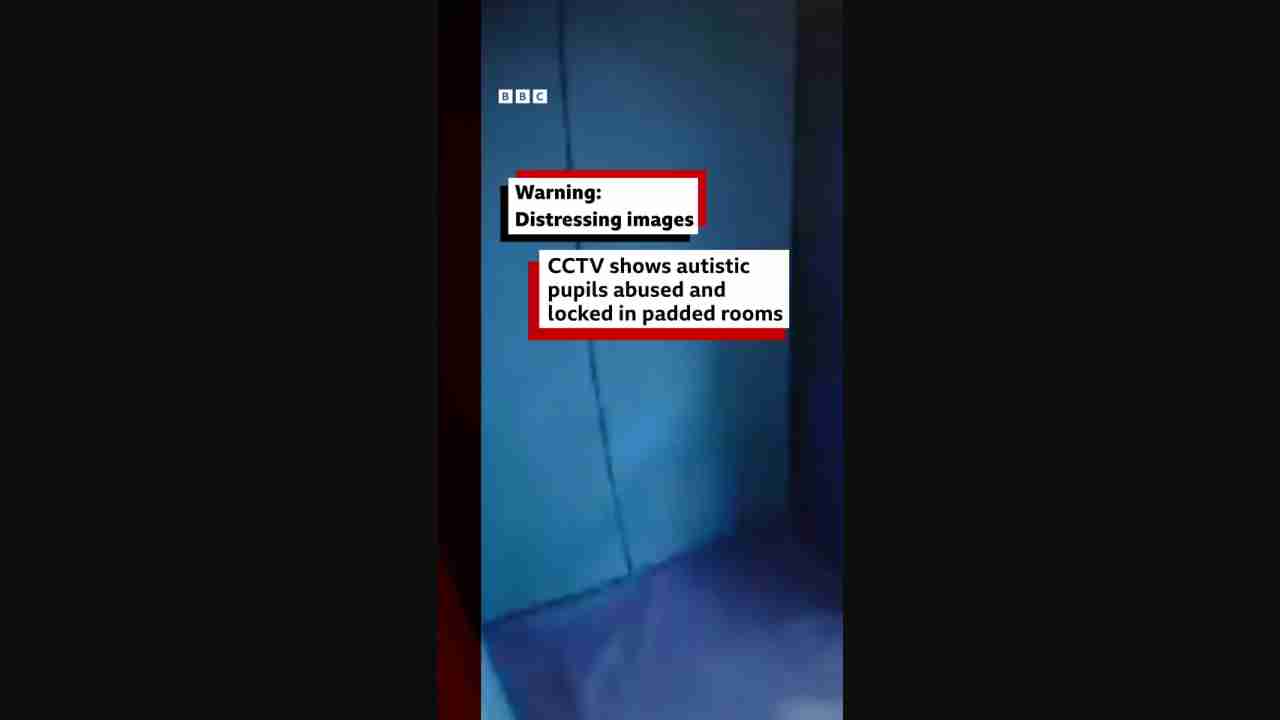 BBC
Warning:
Distressing images
CCTV shows autistic
pupils abused and
locked in padded rooms